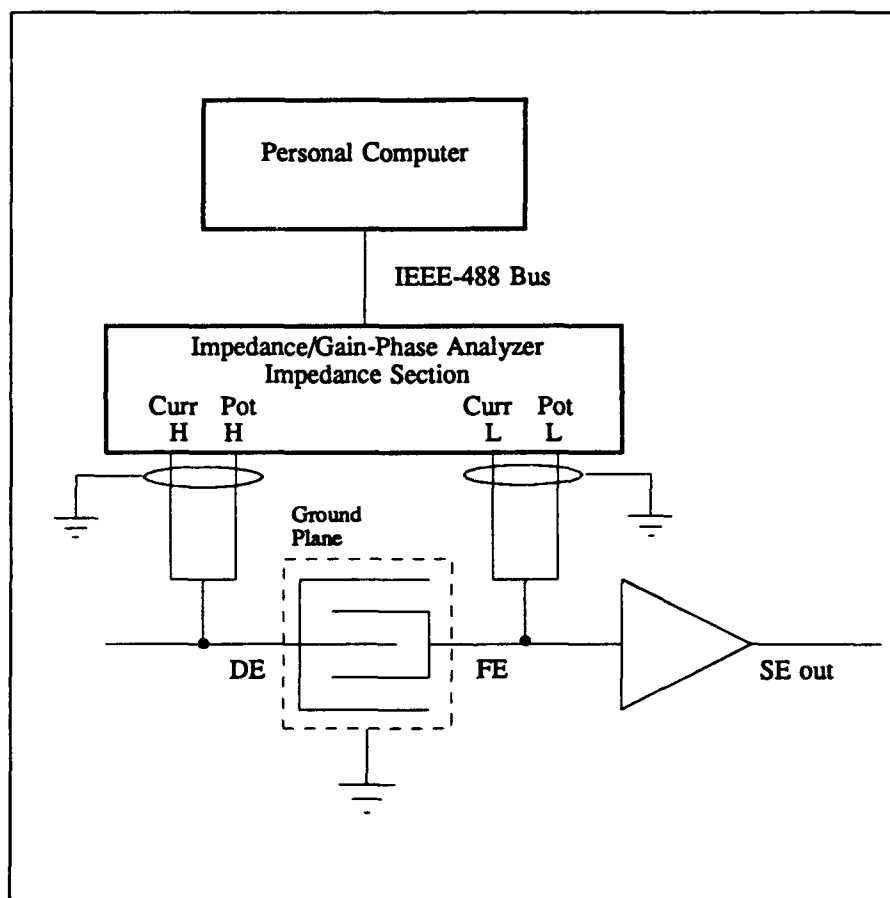 Personal Computer
IEEE-488 Bus
Impedance/Gain-Phase Analyzer
Impedance Section
Curr Pot
H H
Curr Pot
L L
Ground
Plane
DE
FE
SE out